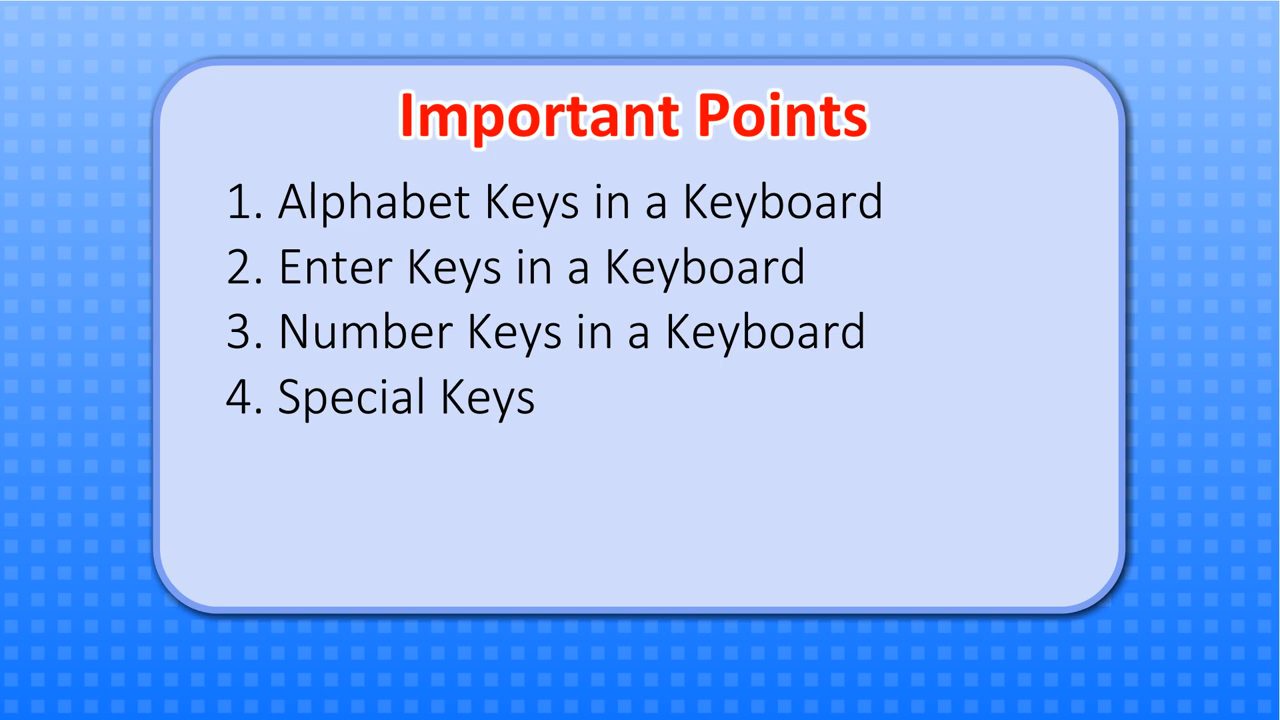 Important Points
1. Alphabet Keys in a Keyboard
2. Enter Keys in a Keyboard
3. Number Keys in a Keyboard
4. Special Keys